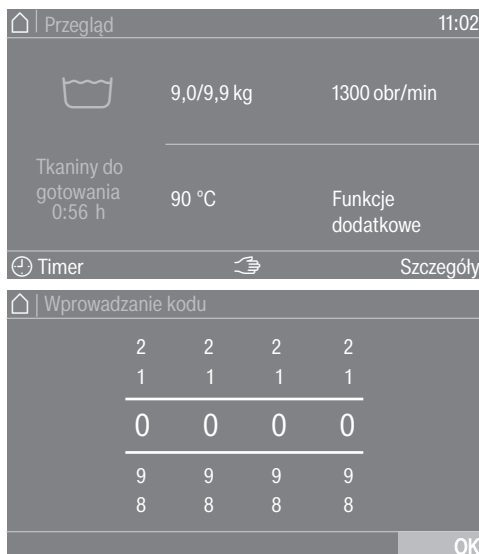 Przegląd 11:02
9,0/9,9 kg 1300 obr/min
Tkaniny do
gotowania
0:56 h
90 °C Funkcje
dodatkowe
Timer Szczegóły
Wprowadzanie kodu
2 2 2 2
1 1 1 1
0 0 0 0
9 9 9 9
8 8 8 8
OK